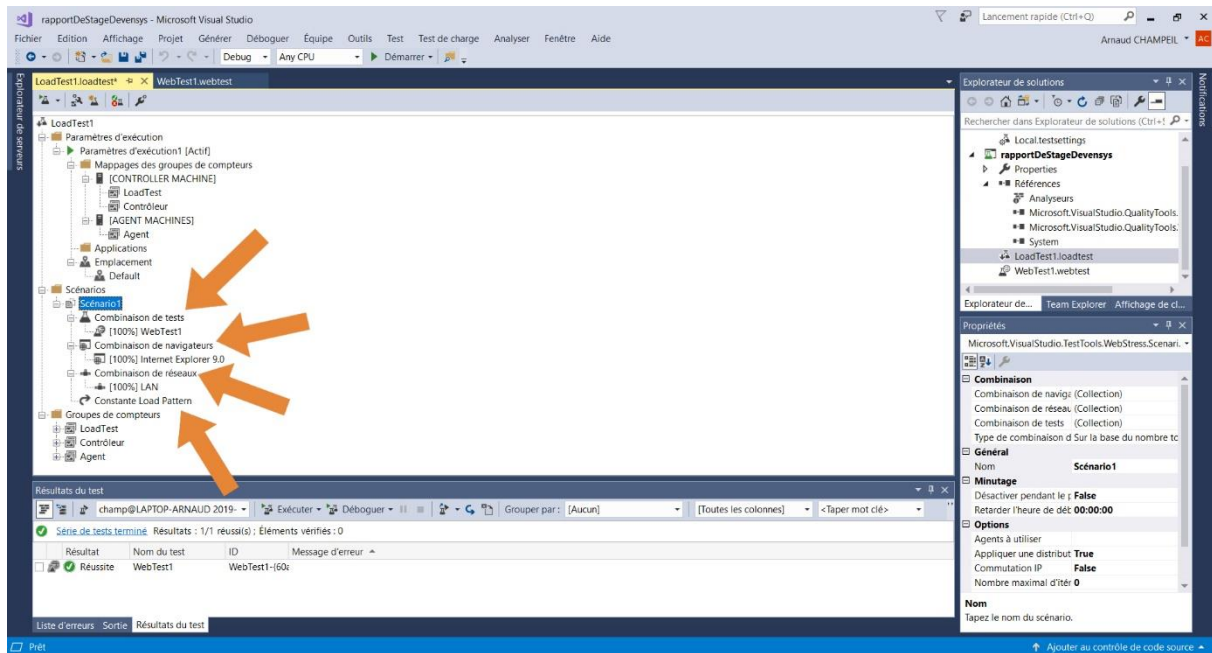 rapportDeStageDevensys - Microsoft Visual Studio
Lancement rapide (Ctrl+Q)
Fichier Edition Affichage Projet Générer Déboguer Équipe Outils Test Test de charge Analyser Fenêtre Aide
Arnaud CHAMPEIL AC
Debug Any CPU Démarrer
Explorateur de serveurs
LoadTest1.loadtest* WebTest1.webtest
LoadTest1
Paramètres d'exécution
Paramètres d'exécution1 [Actif]
Mappages des groupes de compteurs
[CONTROLLER MACHINE]
LoadTest
Contrôleur
[AGENT MACHINES]
Agent
Applications
Emplacement
Default
Scénarios
Scénario1
Combinaison de tests
[100%] WebTest1
Combinaison de navigateurs
[100%] Internet Explorer 9.0
Combinaison de réseaux
[100%] LAN
Constante Load Pattern
Groupes de compteurs
LoadTest
Contrôleur
Agent
Explorateur de solutions
Notifications
Rechercher dans Explorateur de solutions (Ctrl+!
Local.testsettings
rapportDeStageDevensys
Properties
Références
Analyseurs
Microsoft.VisualStudio.QualityTools.
Microsoft.VisualStudio.QualityTools.
System
LoadTest1.loadtest
WebTest1.webtest
Explorateur de... Team Explorer Affichage de cl...
Propriétés
Microsoft.VisualStudio.TestTools.WebStress.Scenari.
Combinaison
Combinaison de naviga (Collection)
Combinaison de réseau (Collection)
Combinaison de tests (Collection)
Type de combinaison d Sur la base du nombre tc
Général
Nom Scénario1
Minutage
Désactiver pendant le p False
Retarder l'heure de dét 00:00:00
Options
Agents à utiliser
Appliquer une distribut True
Commutation IP False
Nombre maximal d'itér 0
Nom
Tapez le nom du scénario.
Résultats du test
champ@LAPTOP-ARNAUD 2019- Exécuter Déboguer Grouper par : [Aucun] [Toutes les colonnes] <Taper mot clé>
Série de tests terminé Résultats : 1/1 réussi(s) ; Éléments vérifiés : 0
Résultat Nom du test ID Message d'erreur
Réussite WebTest1 WebTest1-{60a
Liste d'erreurs Sortie Résultats du test
Prêt
Ajouter au contrôle de code source